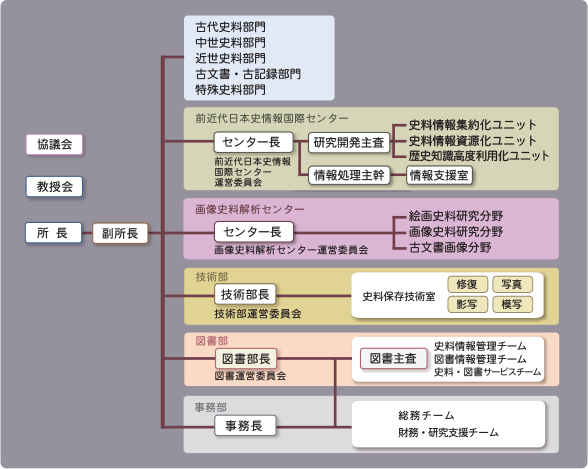 協議会
教授会
所 長
副所長
古代史料部門
中世史料部門
近世史料部門
古文書・古記録部門
特殊史料部門
前近代日本史情報国際センター
センター長
前近代日本史情報
国際センター
運営委員会
研究開発主査
史料情報集約化ユニット
史料情報資源化ユニット
歴史知識高度利用化ユニット
情報処理主幹
情報支援室
画像史料解析センター
センター長
画像史料解析センター運営委員会
絵画史料研究分野
画像史料研究分野
古文書画像分野
技術部
技術部長
技術部運営委員会
史料保存技術室
修復
写真
影写
模写
図書部
図書部長
図書運営委員会
図書主査
史料情報管理チーム
図書情報管理チーム
史料・図書サービスチーム
事務部
事務長
総務チーム
財務・研究支援チーム